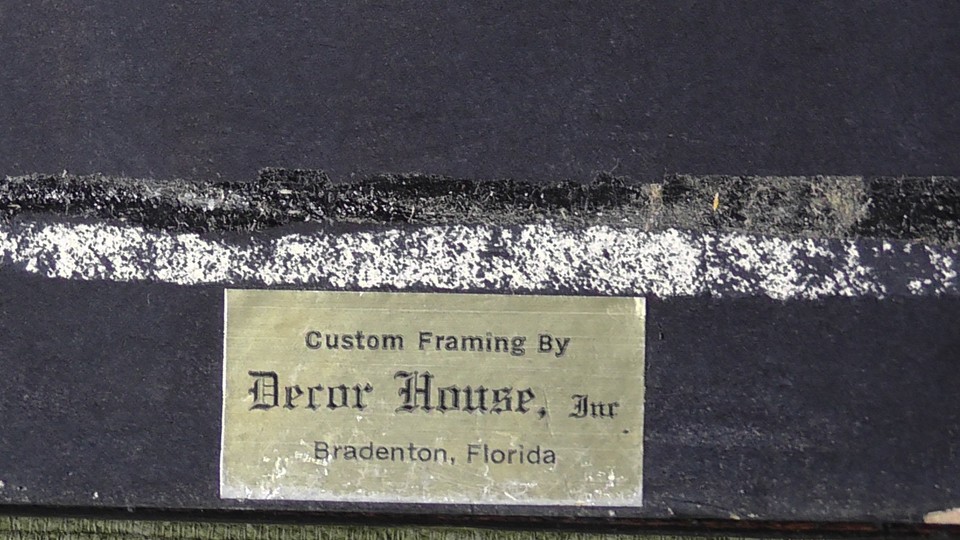 Custom Framing By
Decor House, Inc.
Bradenton, Florida